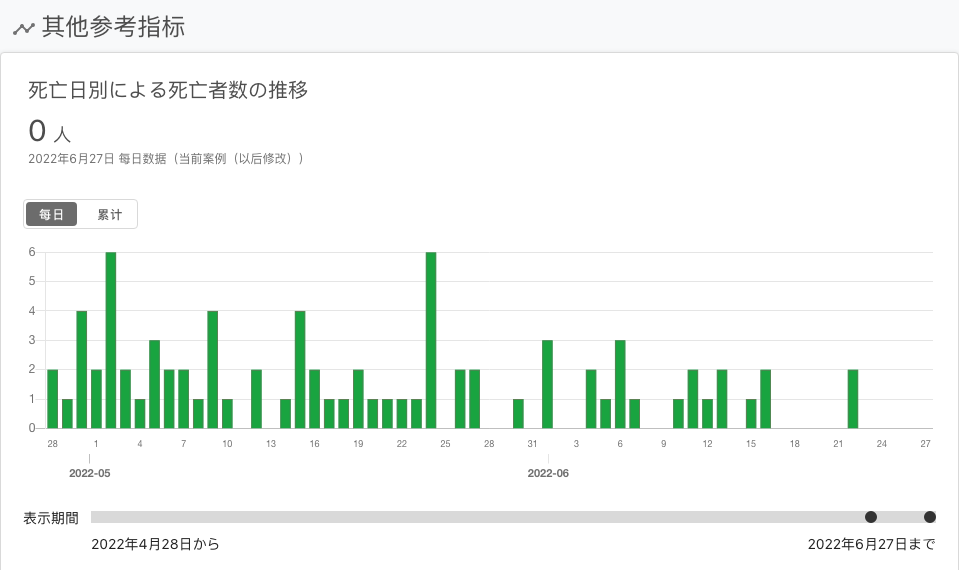 其他参考指标
死亡日別による死亡者数の推移
0 人
2022年6月27日 每日数据（当前案例（以后修改））
每日 累计
6
5
4
3
2
1
0
28 1 4 7 10 13 16 19 22 25 28 31 3 6 9 12 15 18 21 24 27
2022-05 2022-06
表示期間
2022年4月28日から 2022年6月27日まで